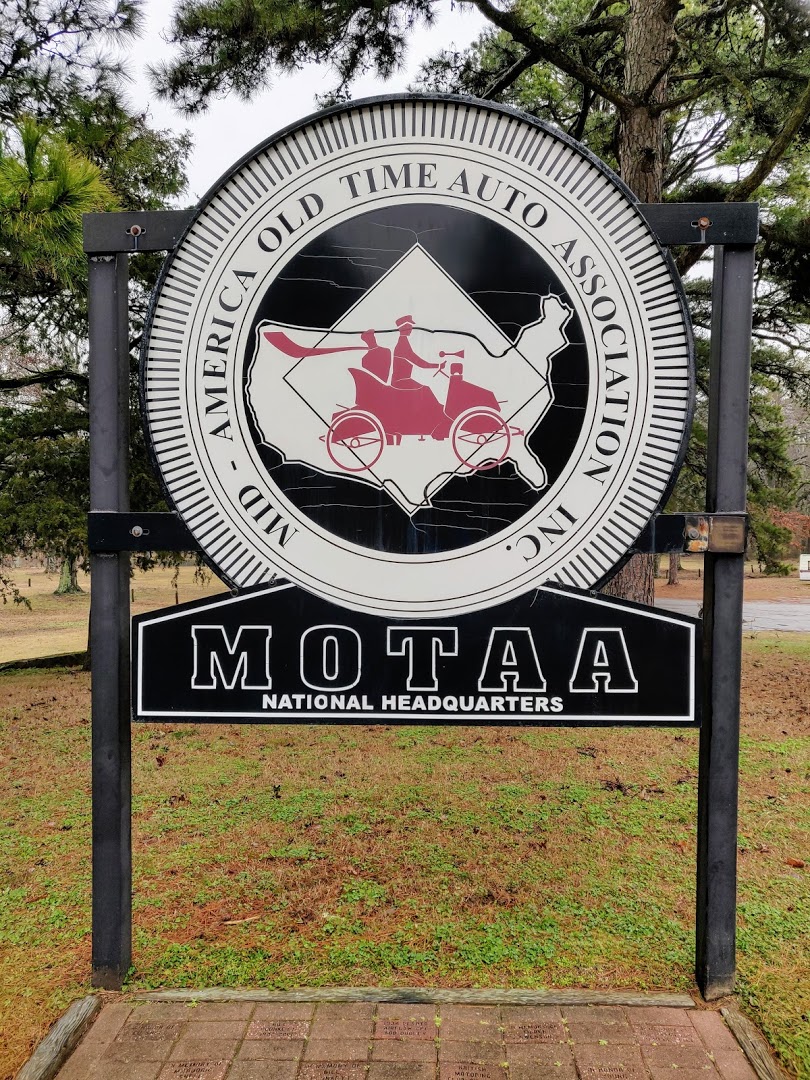 MID - AMERICA OLD TIME AUTO ASSOCIATION INC.
MOTAA
NATIONAL HEADQUARTERS